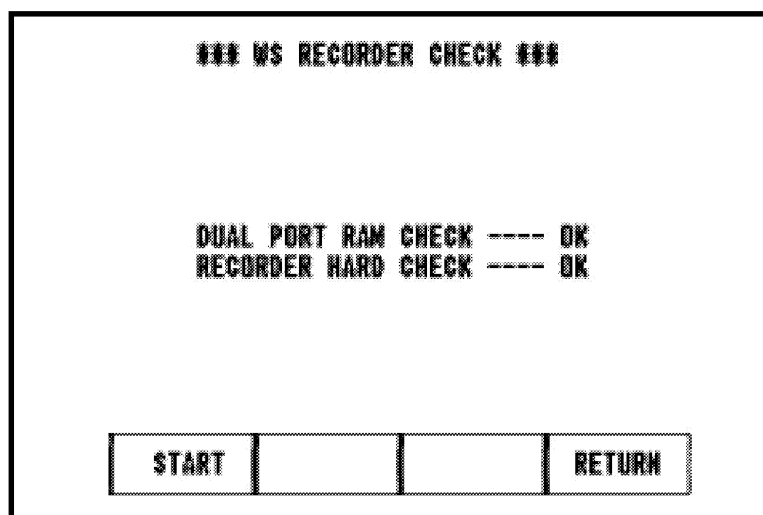 ### WS RECORDER CHECK ###
DUAL PORT RAM CHECK ---- OK
RECORDER HARD CHECK ---- OK
START RETURN